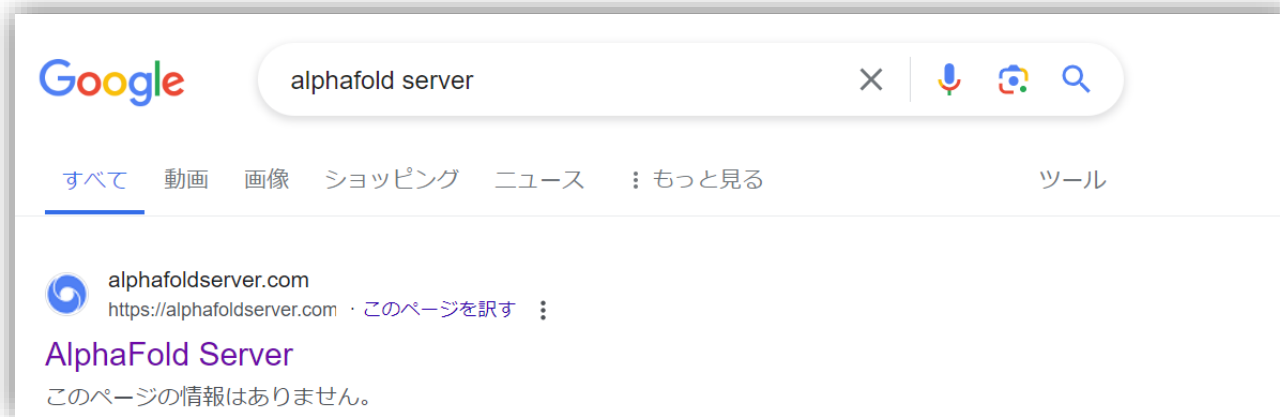 Google
alphafold server
すべて 動画 画像 ショッピング ニュース もっと見る ツール
alphafoldserver.com
https://alphafoldserver.com · このページを訳す
AlphaFold Server
このページの情報はありません。